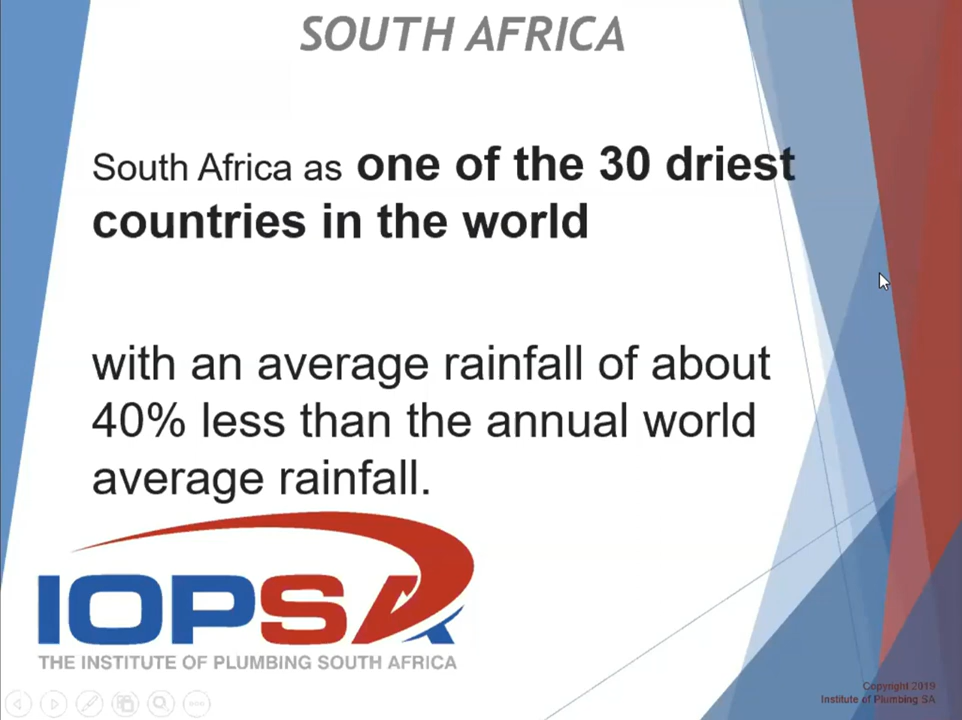 SOUTH AFRICA
South Africa as one of the 30 driest
countries in the world
with an average rainfall of about
40% less than the annual world
average rainfall.
IOPSA
THE INSTITUTE OF PLUMBING SOUTH AFRICA
Copyright 2019
Institute of Plumbing SA